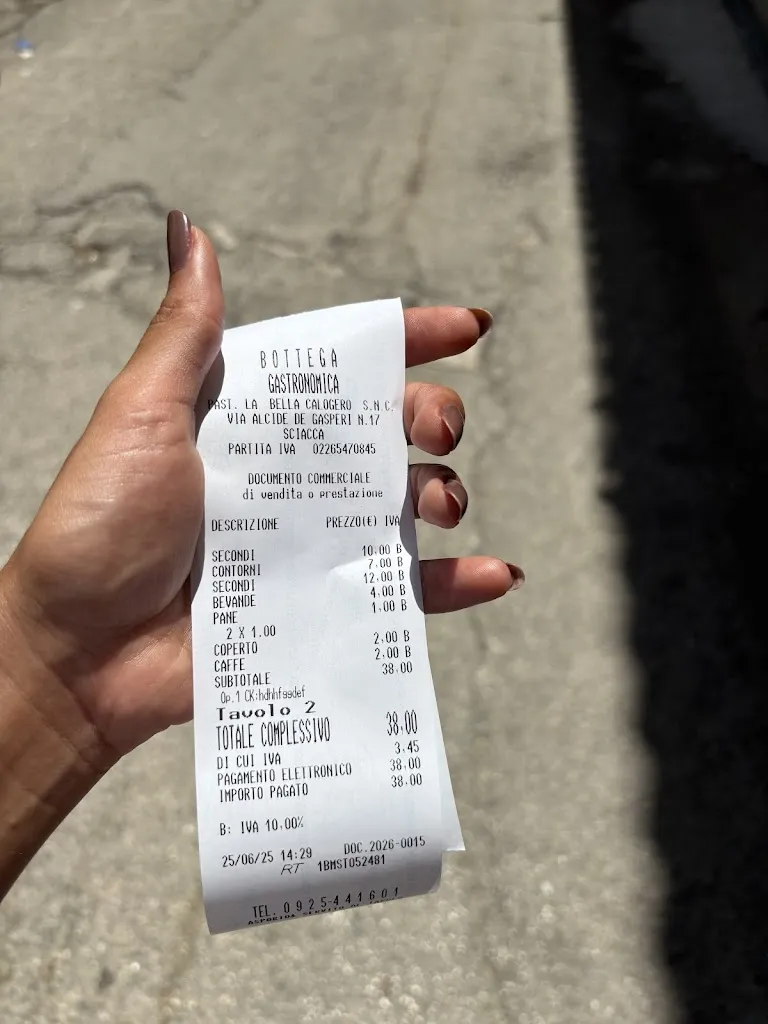 BOTTEGA
GASTRONOMICA
PAST. LA BELLA CALOGERO S.N.C.
VIA ALCIDE DE GASPERI N.17
SCIACCA
PARTITA IVA 02265470845
DOCUMENTO COMMERCIALE
di vendita o prestazione
DESCRIZIONE PREZZO(€) IVA
SECONDI 10,00 B
CONTORNI 7,00 B
SECONDI 12,00 B
BEVANDE 4,00 B
PANE 1,00 B
2 X 1.00
COPERTO 2,00 B
CAFFE 2,00 B
SUBTOTALE 38,00
Op.1 CK:hdhhfaadef
Tavolo 2
TOTALE COMPLESSIVO 38,00
DI CUI IVA 3,45
PAGAMENTO ELETTRONICO 38,00
IMPORTO PAGATO 38,00
B: IVA 10,00%
25/06/25 14:29 DOC.2026-0015
RT 1BMST052481
TEL. 0925-441601